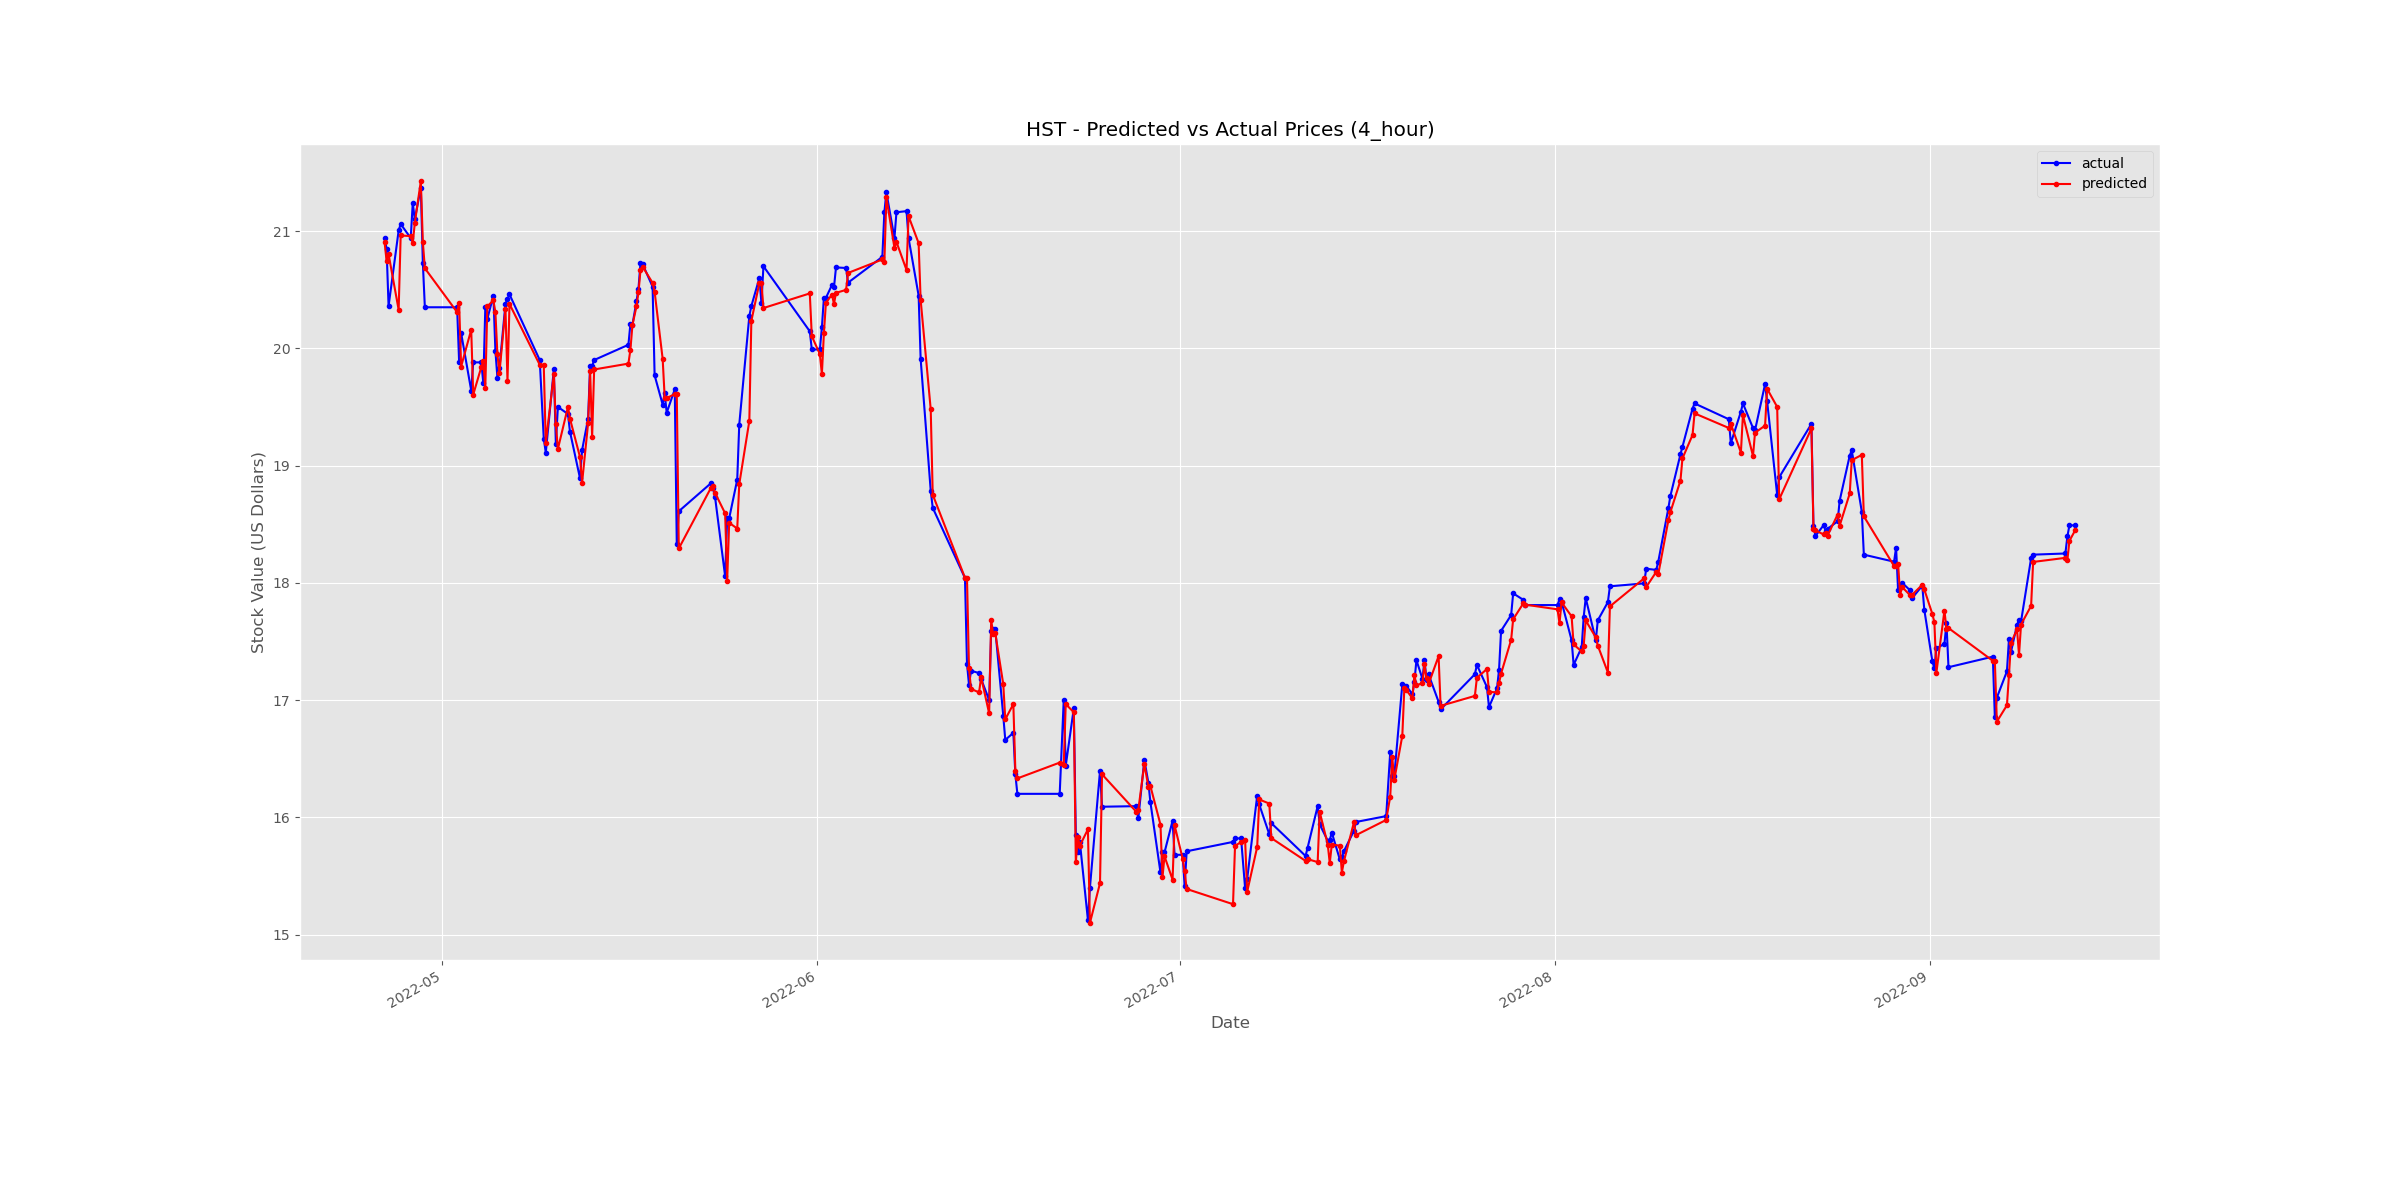 HST - Predicted vs Actual Prices (4_hour)
actual
predicted
21
20
19
18
17
16
15
Stock Value (US Dollars)
2022-05
2022-06
2022-07
2022-08
2022-09
Date